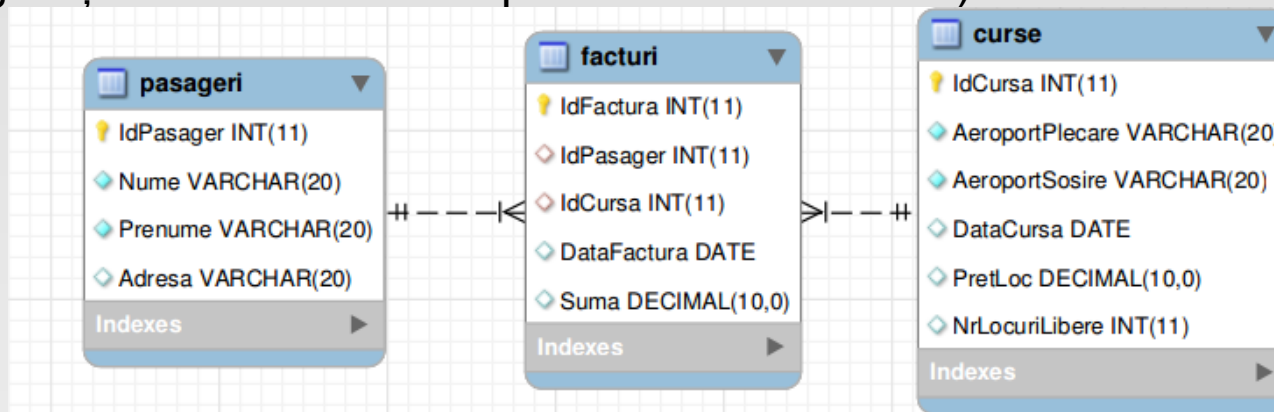 pasageri
IdPasager INT(11)
Nume VARCHAR(20)
Prenume VARCHAR(20)
Adresa VARCHAR(20)
Indexes
facturi
IdFactura INT(11)
IdPasager INT(11)
IdCursa INT(11)
DataFactura DATE
Suma DECIMAL(10,0)
Indexes
curse
IdCursa INT(11)
AeroportPlecare VARCHAR(20)
AeroportSosire VARCHAR(20)
DataCursa DATE
PretLoc DECIMAL(10,0)
NrLocuriLibere INT(11)
Indexes